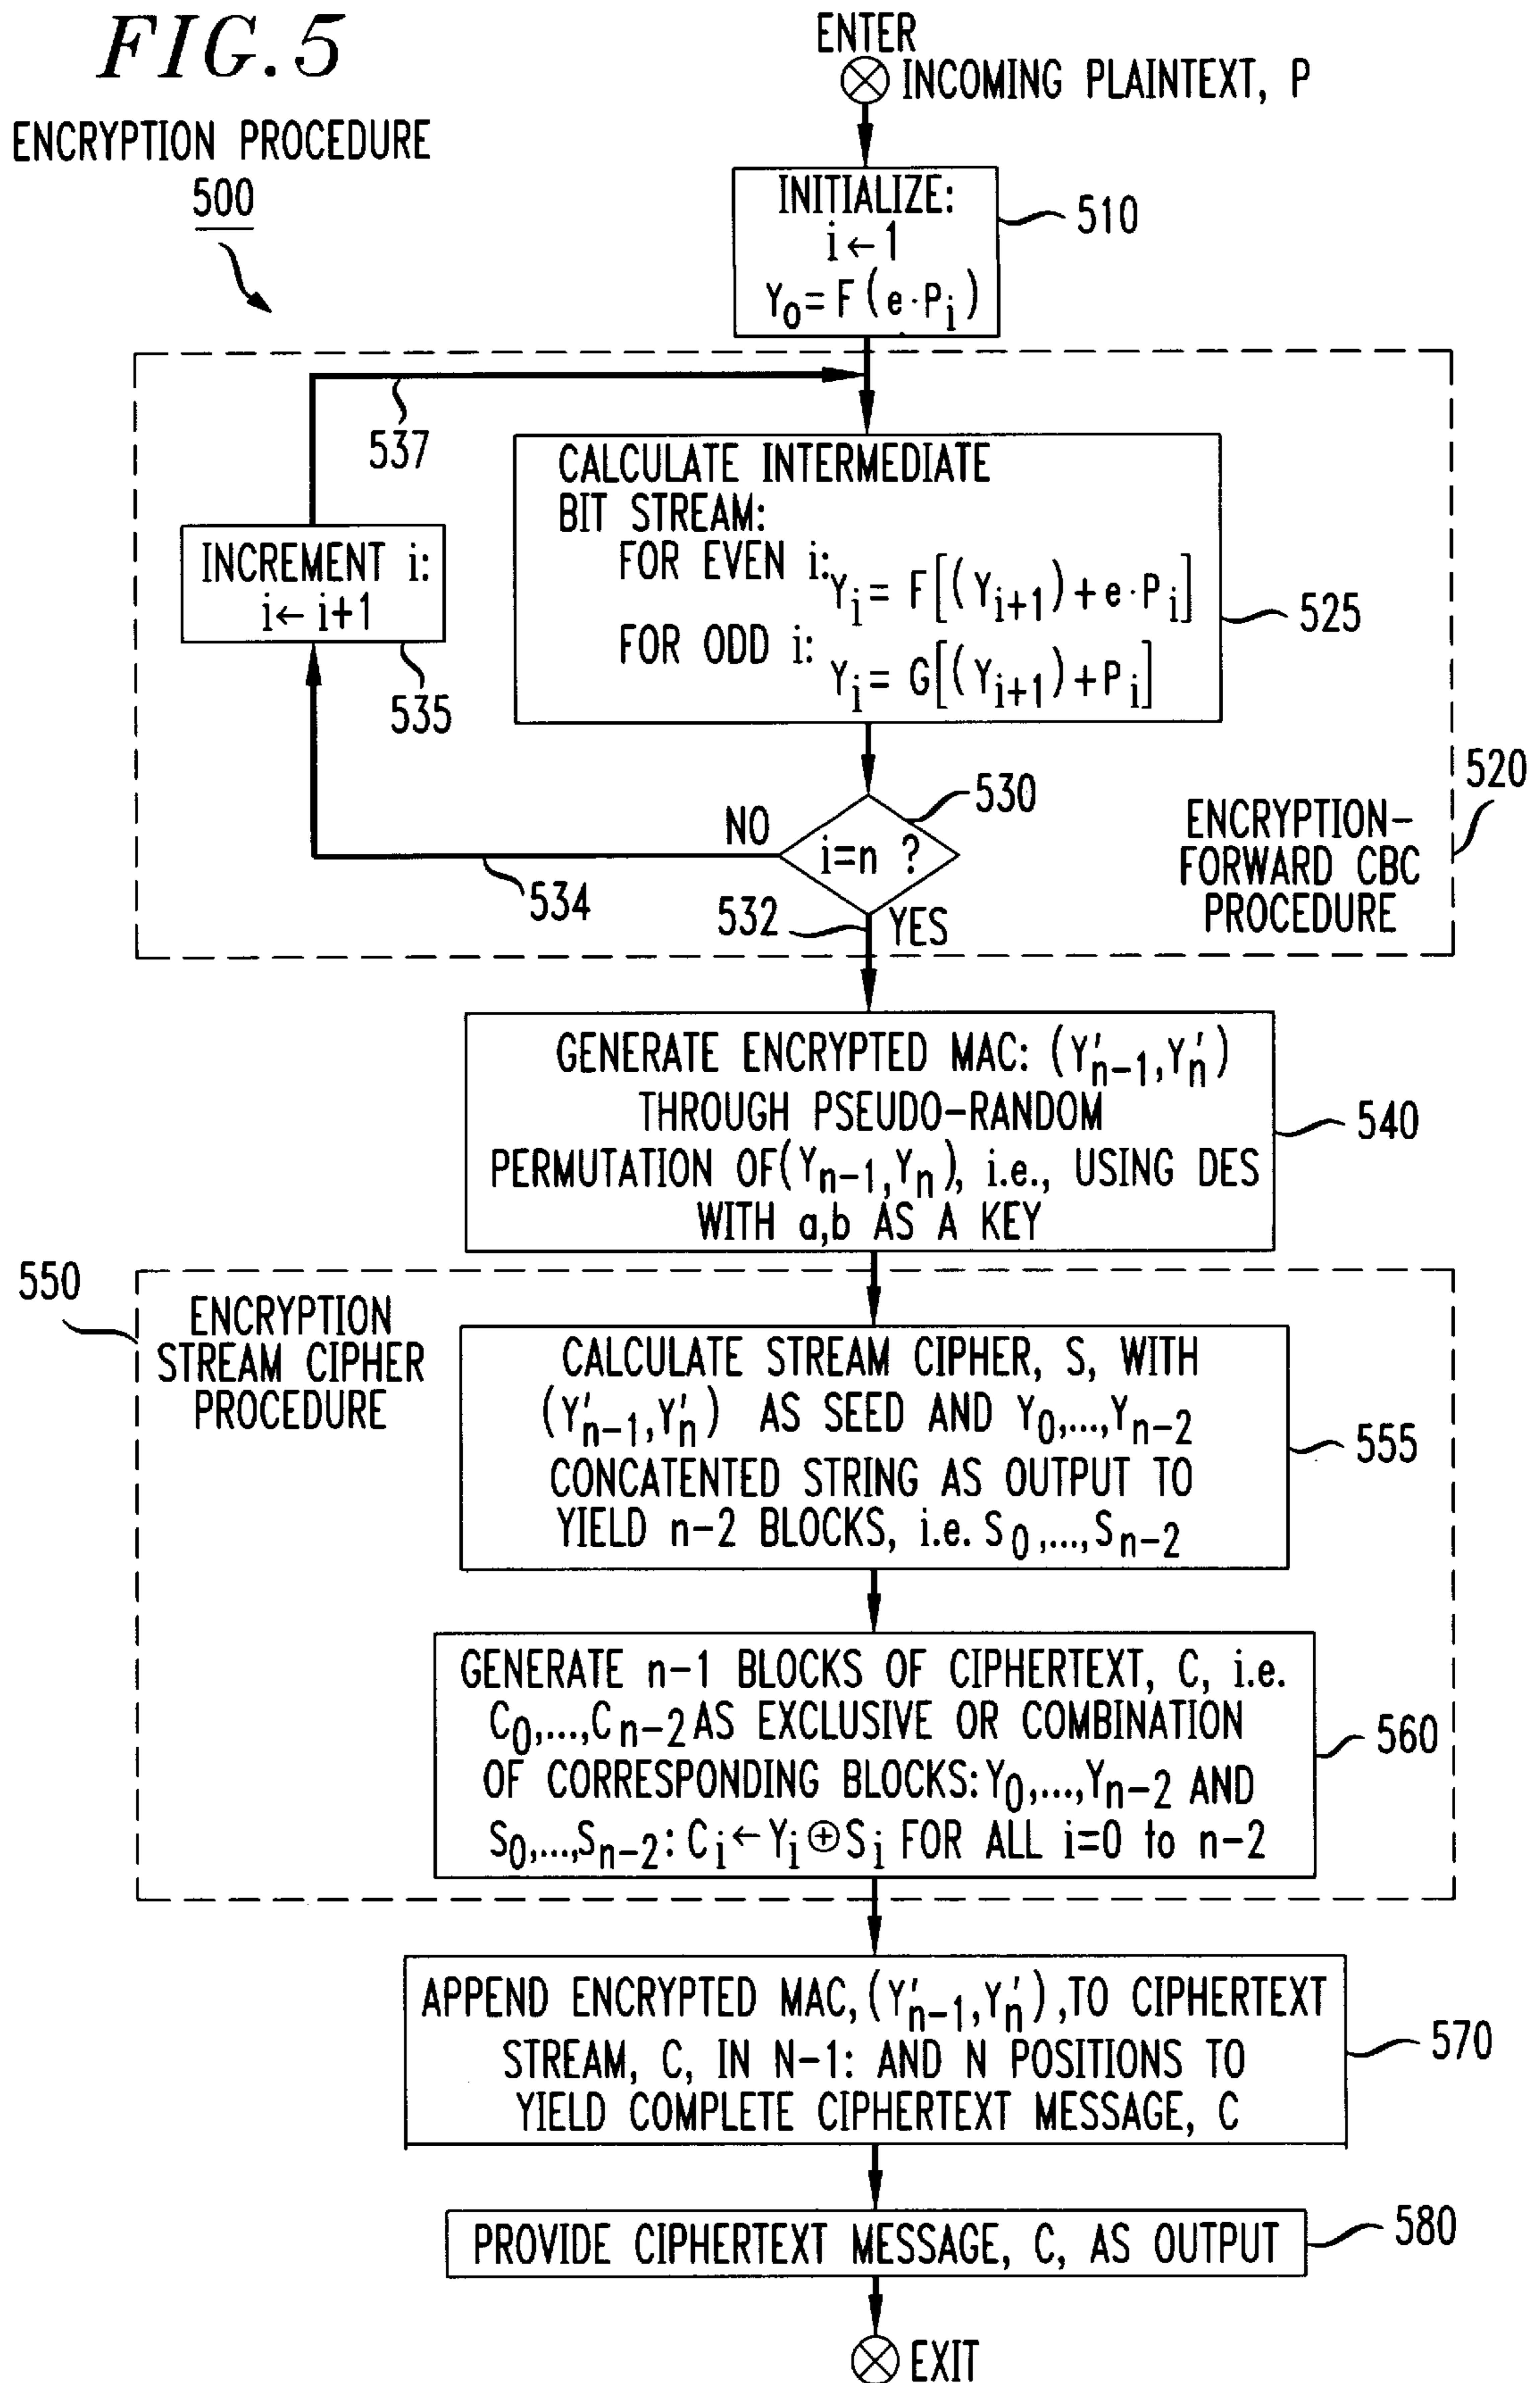 FIG.5
ENCRYPTION PROCEDURE
500
ENTER
INCOMING PLAINTEXT, P
INITIALIZE:
i ← 1
Y₀ = F(e·Pᵢ)
510
537
CALCULATE INTERMEDIATE
BIT STREAM:
FOR EVEN i:
Yᵢ = F[(Yᵢ₊₁)+e·Pᵢ]
FOR ODD i:
Yᵢ = G[(Yᵢ₊₁)+Pᵢ]
525
INCREMENT i:
i ← i+1
535
530
i=n ?
NO
534
532
YES
520
ENCRYPTION-
FORWARD CBC
PROCEDURE
GENERATE ENCRYPTED MAC: (Y'ₙ₋₁,Y'ₙ)
THROUGH PSEUDO-RANDOM
PERMUTATION OF(Yₙ₋₁,Yₙ), i.e., USING DES
WITH a,b AS A KEY
540
550
ENCRYPTION
STREAM CIPHER
PROCEDURE
CALCULATE STREAM CIPHER, S, WITH
(Y'ₙ₋₁,Y'ₙ) AS SEED AND Y₀,...,Yₙ₋₂
CONCATENTED STRING AS OUTPUT TO
YIELD n-2 BLOCKS, i.e. S₀,...,Sₙ₋₂
555
GENERATE n-1 BLOCKS OF CIPHERTEXT, C, i.e.
C₀,...,Cₙ₋₂ AS EXCLUSIVE OR COMBINATION
OF CORRESPONDING BLOCKS: Y₀,...,Yₙ₋₂ AND
S₀,...,Sₙ₋₂: Cᵢ←Yᵢ⊕Sᵢ FOR ALL i=0 to n-2
560
APPEND ENCRYPTED MAC,(Y'ₙ₋₁,Y'ₙ),TO CIPHERTEXT
STREAM, C, IN N-1: AND N POSITIONS TO
YIELD COMPLETE CIPHERTEXT MESSAGE, C
570
PROVIDE CIPHERTEXT MESSAGE, C, AS OUTPUT
580
EXIT